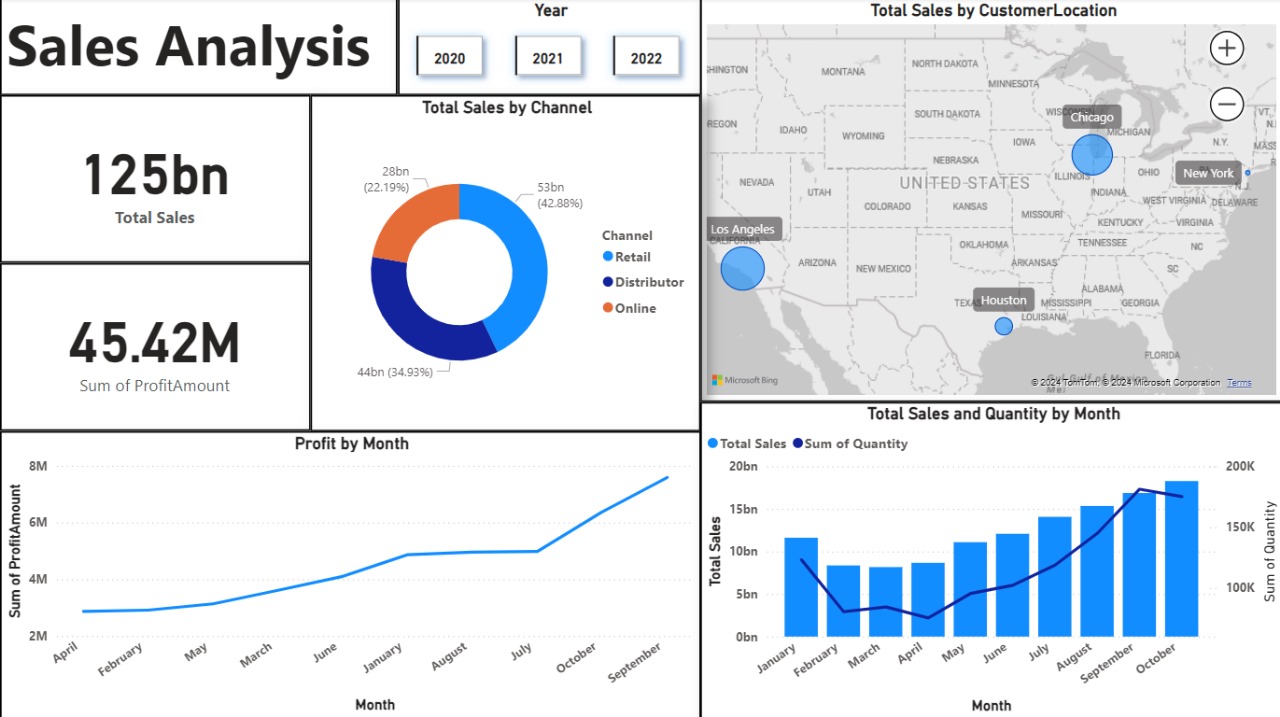 Sales Analysis
Year
2020
2021
2022
125bn
Total Sales
45.42M
Sum of ProfitAmount
Total Sales by Channel
28bn
(22.19%)
53bn
(42.88%)
44bn (34.93%)
Channel
Retail
Distributor
Online
Total Sales by CustomerLocation
MONTANA
NORTH DAKOTA
MINNESOTA
SOUTH DAKOTA
IDAHO
WYOMING
IOWA
Chicago
MICHIGAN
VT.
N.Y.
NEBRASKA
NEVADA
UTAH
UNITED STATES
ILLINOIS
INDIANA
OHIO
New York
N.J.
COLORADO
KANSAS
MISSOURI
WEST VIRGINIA
DELAWARE
KENTUCKY
VIRGINIA
Los Angeles
CALIFORNIA
ARIZONA
NEW MEXICO
OKLAHOMA
ARKANSAS
TENNESSEE
NC
SC
ALABAMA
Houston
MISSISSIPPI
GEORGIA
LOUISIANA
FLORIDA
Microsoft Bing
© 2024 TomTom, © 2024 Microsoft Corporation Terms
Profit by Month
Sum of ProfitAmount
8M
6M
4M
2M
April
February
May
March
June
January
August
July
October
September
Month
Total Sales and Quantity by Month
Total Sales
Sum of Quantity
Total Sales
20bn
15bn
10bn
5bn
0bn
200K
150K
100K
Sum of Quantity
January
February
March
April
May
June
July
August
September
October
Month